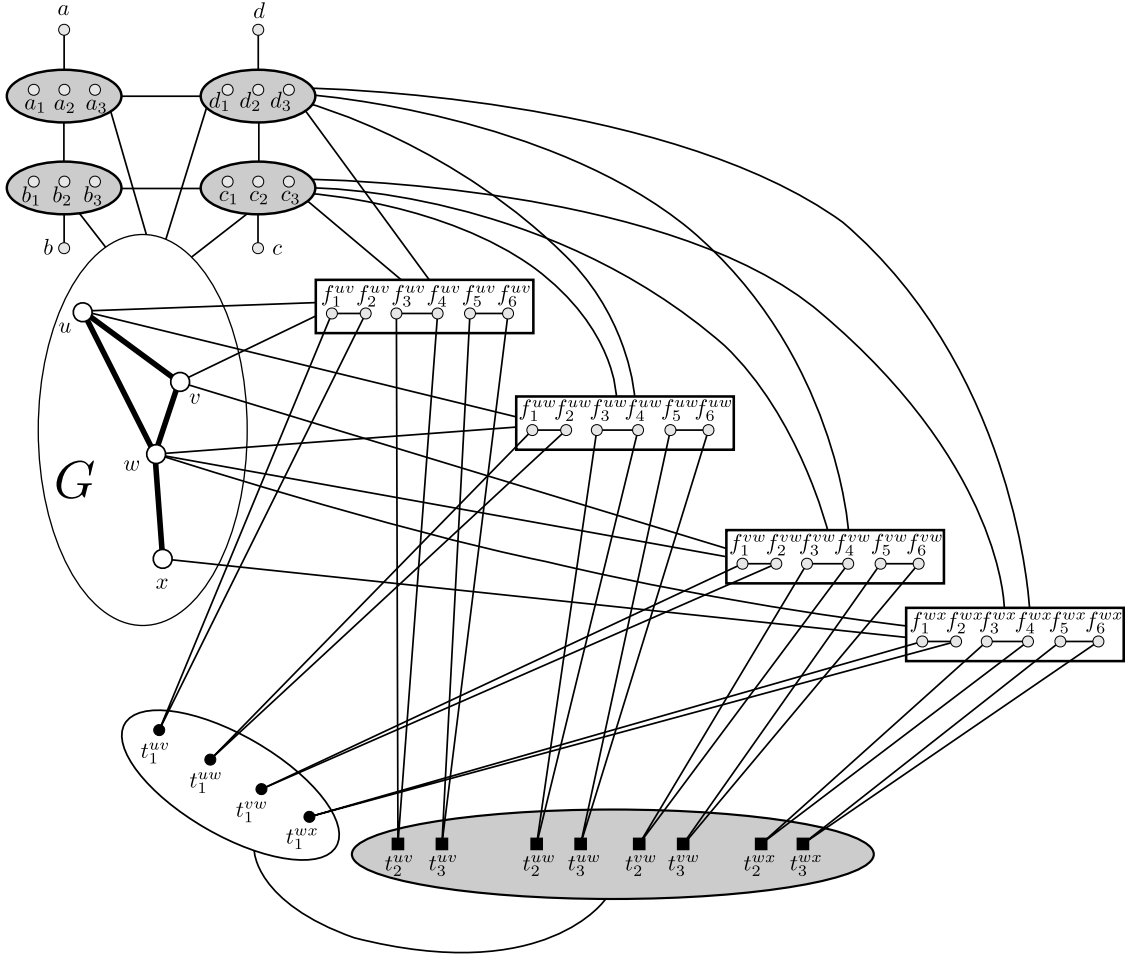 a d
a₁ a₂ a₃ d₁ d₂ d₃
b₁ b₂ b₃ c₁ c₂ c₃
b c
f₁ᵘᵛ f₂ᵘᵛ f₃ᵘᵛ f₄ᵘᵛ f₅ᵘᵛ f₆ᵘᵛ
u
v
f₁ᵘʷ f₂ᵘʷ f₃ᵘʷ f₄ᵘʷ f₅ᵘʷ f₆ᵘʷ
w
G
f₁ᵛʷ f₂ᵛʷ f₃ᵛʷ f₄ᵛʷ f₅ᵛʷ f₆ᵛʷ
x
f₁ʷˣ f₂ʷˣ f₃ʷˣ f₄ʷˣ f₅ʷˣ f₆ʷˣ
t₁ᵘᵛ
t₁ᵘʷ
t₁ᵛʷ
t₁ʷˣ
t₂ᵘᵛ t₃ᵘᵛ t₂ᵘʷ t₃ᵘʷ t₂ᵛʷ t₃ᵛʷ t₂ʷˣ t₃ʷˣ